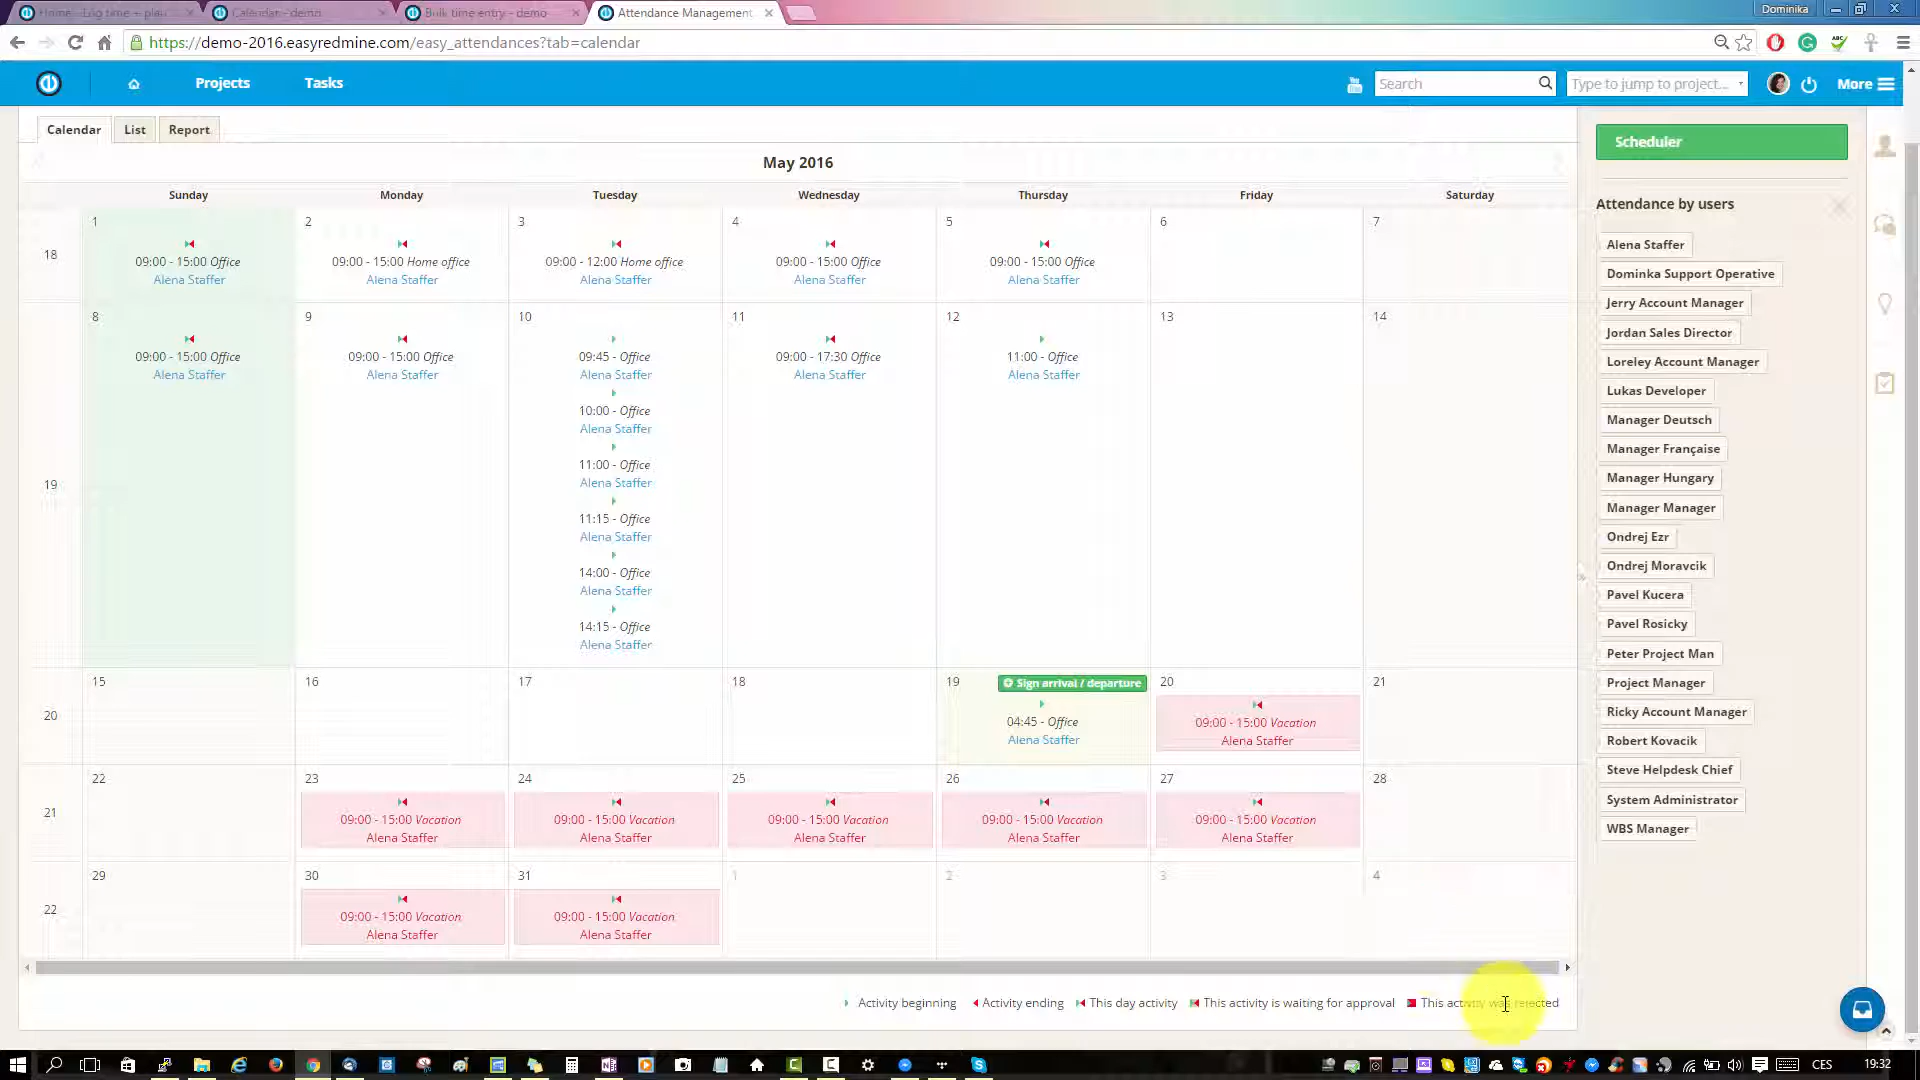 Home - Log time + plan
Calendar - demo
Bulk time entry - demo
Attendance Management
Dominika
https://demo-2016.easyredmine.com/easy_attendances?tab=calendar
Projects
Tasks
Search
Type to jump to project...
More
Calendar
List
Report
May 2016
Sunday
Monday
Tuesday
Wednesday
Thursday
Friday
Saturday
18
1
09:00 - 15:00 Office
Alena Staffer
2
09:00 - 15:00 Home office
Alena Staffer
3
09:00 - 12:00 Home office
Alena Staffer
4
09:00 - 15:00 Office
Alena Staffer
5
09:00 - 15:00 Office
Alena Staffer
6
7
19
8
09:00 - 15:00 Office
Alena Staffer
9
09:00 - 15:00 Office
Alena Staffer
10
09:45 - Office
Alena Staffer
10:00 - Office
Alena Staffer
11:00 - Office
Alena Staffer
11:15 - Office
Alena Staffer
14:00 - Office
Alena Staffer
14:15 - Office
Alena Staffer
11
09:00 - 17:30 Office
Alena Staffer
12
11:00 - Office
Alena Staffer
13
14
20
15
16
17
18
19
Sign arrival / departure
04:45 - Office
Alena Staffer
20
09:00 - 15:00 Vacation
Alena Staffer
21
21
22
23
09:00 - 15:00 Vacation
Alena Staffer
24
09:00 - 15:00 Vacation
Alena Staffer
25
09:00 - 15:00 Vacation
Alena Staffer
26
09:00 - 15:00 Vacation
Alena Staffer
27
09:00 - 15:00 Vacation
Alena Staffer
28
22
29
30
09:00 - 15:00 Vacation
Alena Staffer
31
09:00 - 15:00 Vacation
Alena Staffer
1
2
3
4
Activity beginning
Activity ending
This day activity
This activity is waiting for approval
This activity was rejected
Scheduler
Attendance by users
Alena Staffer
Dominka Support Operative
Jerry Account Manager
Jordan Sales Director
Loreley Account Manager
Lukas Developer
Manager Deutsch
Manager Française
Manager Hungary
Manager Manager
Ondrej Ezr
Ondrej Moravcik
Pavel Kucera
Pavel Rosicky
Peter Project Man
Project Manager
Ricky Account Manager
Robert Kovacik
Steve Helpdesk Chief
System Administrator
WBS Manager
CES
19:32